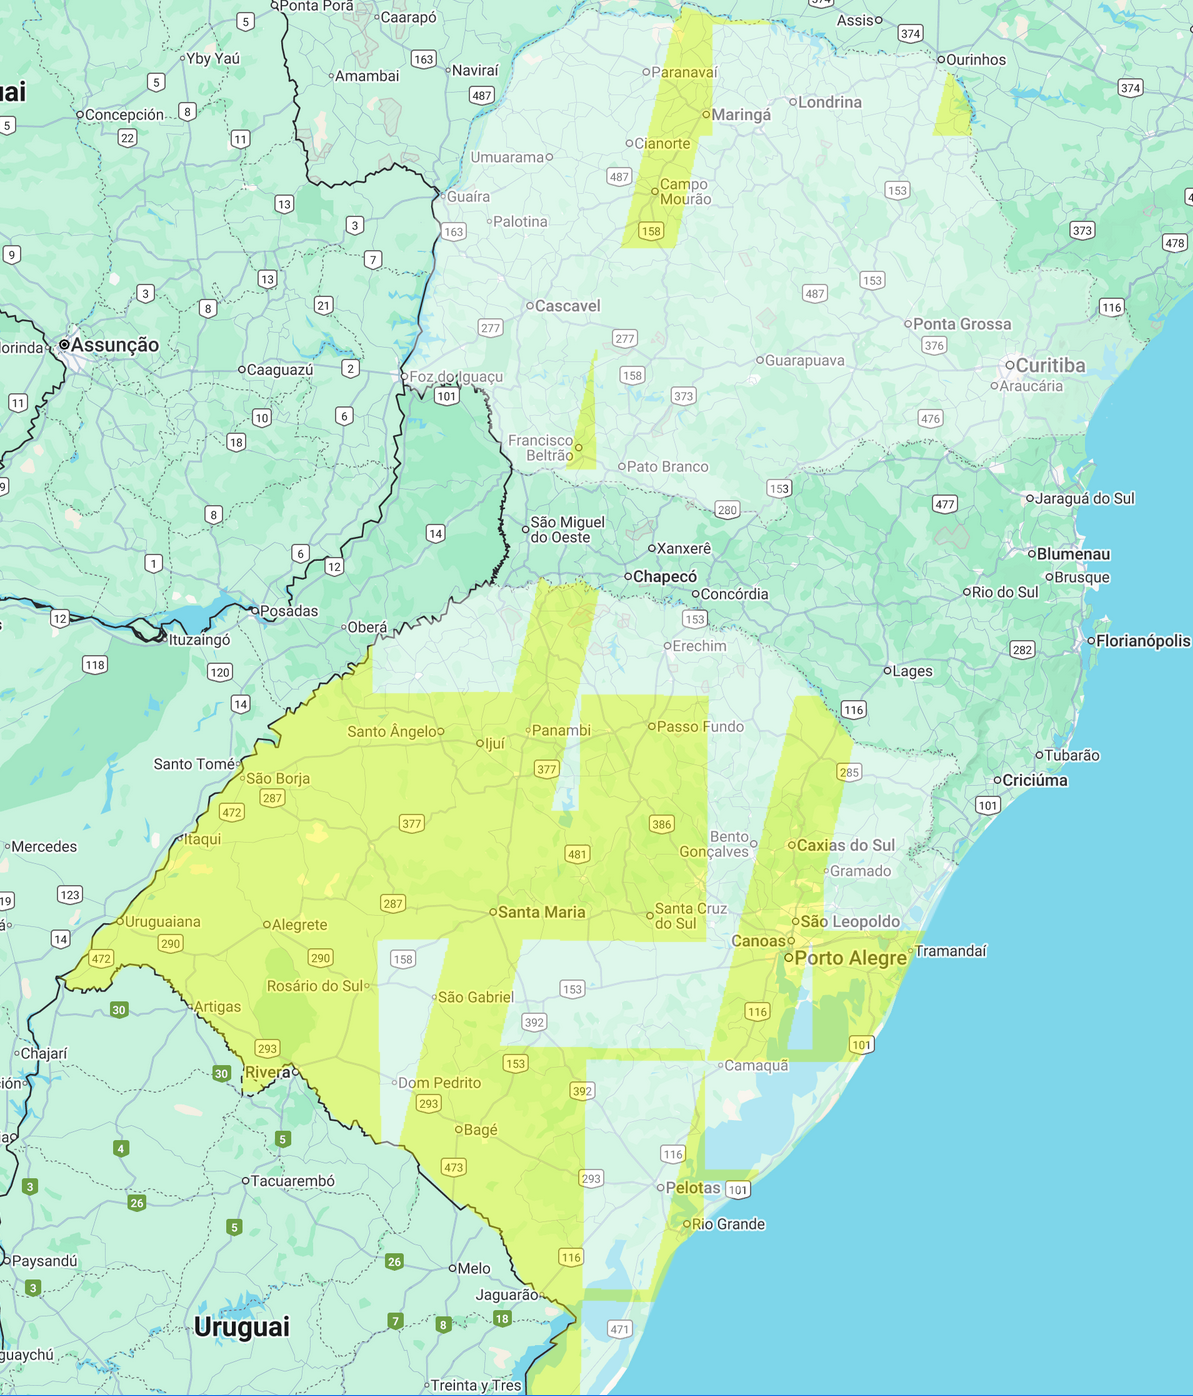 Ponta Porã
Caarapó
374
Assis
5
374
Yby Yaú
163
Ourinhos
Amambai
Naviraí
Paranavaí
5
487
374
Londrina
Concepción
8
Maringá
5
22
11
Cianorte
Umuarama
487
Campo
Mourão
153
Guaíra
13
Palotina
3
163
158
373
478
9
7
13
153
3
487
8
21
Cascavel
116
277
Ponta Grossa
277
376
Assunção
Guarapuava
Curitiba
Caaguazú
2
Foz do Iguaçu
158
Araucária
101
373
11
10
6
476
18
Francisco
Beltrão
Pato Branco
153
Jaraguá do Sul
477
280
8
São Miguel
do Oeste
14
Xanxerê
Blumenau
6
1
12
Chapecó
Brusque
Concórdia
Rio do Sul
Posadas
12
153
Oberá
Ituzaingó
Erechim
Florianópolis
282
118
120
Lages
14
116
Santo Ângelo
Panambi
Passo Fundo
Ijuí
Tubarão
Santo Tomé
377
285
São Borja
Criciúma
287
472
101
377
386
Itaqui
Bento
Gonçalves
Caxias do Sul
Mercedes
481
Gramado
123
19
287
Santa Maria
Santa Cruz
do Sul
Uruguaiana
Alegrete
São Leopoldo
14
290
Canoas
472
290
158
Porto Alegre
Tramandaí
Rosário do Sul
153
São Gabriel
30
Artigas
116
392
101
293
Chajarí
153
Rivera
30
Camaquã
Dom Pedrito
392
293
Bagé
5
4
116
473
Tacuarembó
293
3
Pelotas
101
26
5
Rio Grande
116
26
Paysandú
Melo
3
Jaguarão
Uruguai
7
8
18
471
Treinta y Tres